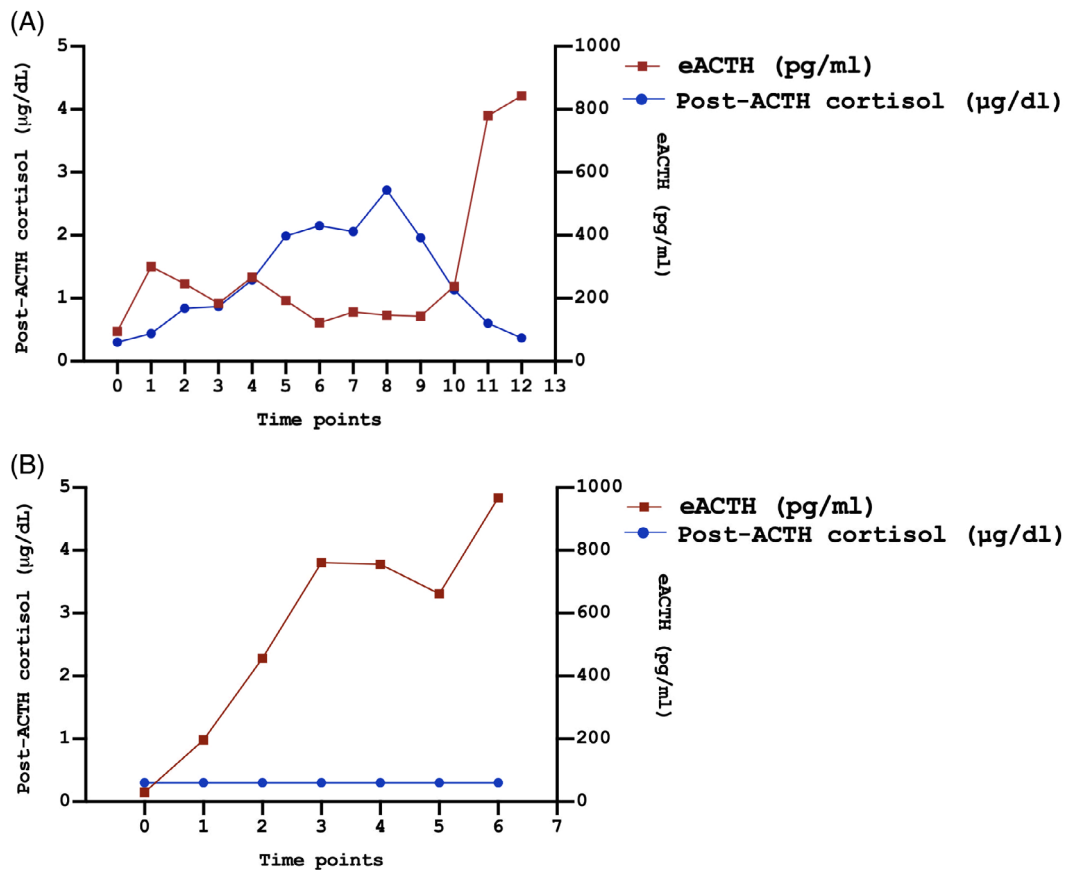 (A)
Post-ACTH cortisol (µg/dL)
5
4
3
2
1
0
1000
800
600
400
200
0
eACTH (pg/ml)
eACTH (pg/ml)
Post-ACTH cortisol (µg/dl)
0 1 2 3 4 5 6 7 8 9 10 11 12 13
Time points
(B)
Post-ACTH cortisol (µg/dL)
5
4
3
2
1
0
1000
800
600
400
200
0
eACTH (pg/ml)
eACTH (pg/ml)
Post-ACTH cortisol (µg/dl)
0 1 2 3 4 5 6 7
Time points